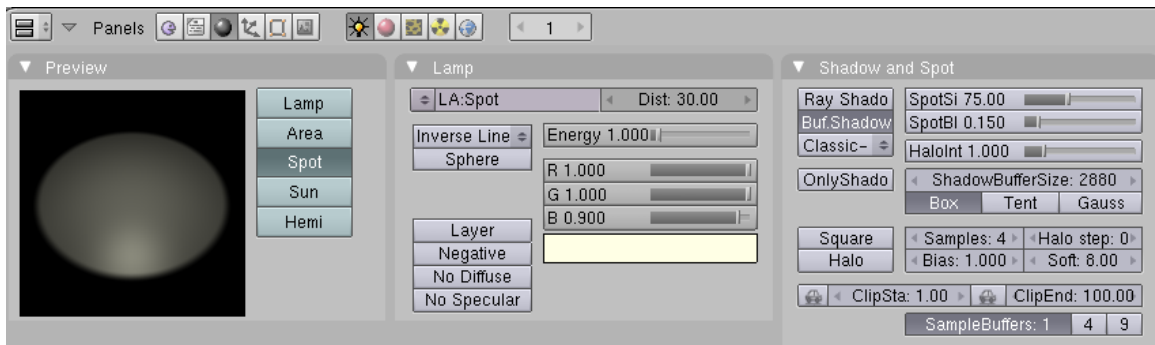 Panels 1
Preview
Lamp
Area
Spot
Sun
Hemi
Lamp
LA:Spot Dist: 30.00
Inverse Line Energy 1.000
Sphere
R 1.000
G 1.000
B 0.900
Layer
Negative
No Diffuse
No Specular
Shadow and Spot
Ray Shado SpotSi 75.00
Buf.Shadow SpotBl 0.150
Classic- HaloInt 1.000
OnlyShado ShadowBufferSize: 2880
Box Tent Gauss
Square Samples: 4 Halo step: 0
Halo Bias: 1.000 Soft: 8.00
ClipSta: 1.00 ClipEnd: 100.00
SampleBuffers: 1 4 9